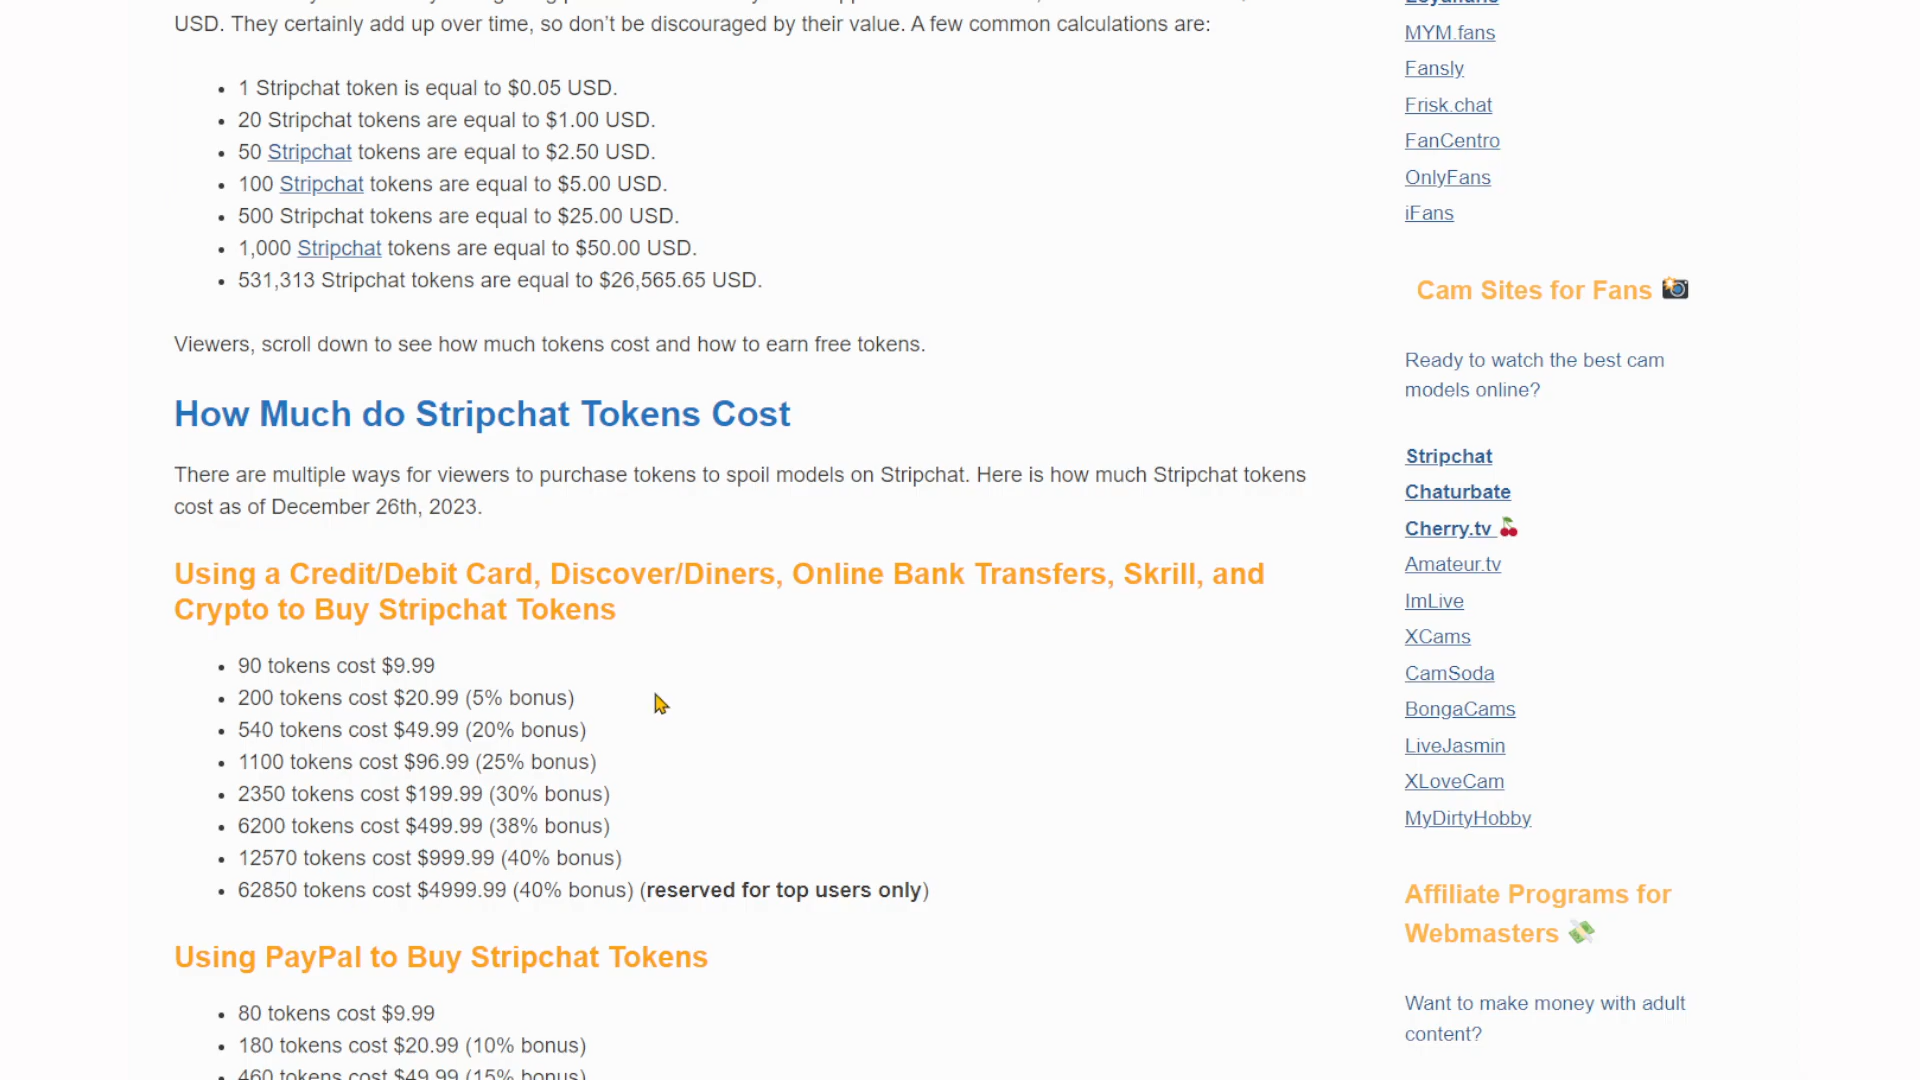 USD. They certainly add up over time, so don't be discouraged by their value. A few common calculations are:
• 1 Stripchat token is equal to $0.05 USD.
• 20 Stripchat tokens are equal to $1.00 USD.
• 50 Stripchat tokens are equal to $2.50 USD.
• 100 Stripchat tokens are equal to $5.00 USD.
• 500 Stripchat tokens are equal to $25.00 USD.
• 1,000 Stripchat tokens are equal to $50.00 USD.
• 531,313 Stripchat tokens are equal to $26,565.65 USD.
Viewers, scroll down to see how much tokens cost and how to earn free tokens.
How Much do Stripchat Tokens Cost
There are multiple ways for viewers to purchase tokens to spoil models on Stripchat. Here is how much Stripchat tokens
cost as of December 26th, 2023.
Using a Credit/Debit Card, Discover/Diners, Online Bank Transfers, Skrill, and
Crypto to Buy Stripchat Tokens
• 90 tokens cost $9.99
• 200 tokens cost $20.99 (5% bonus)
• 540 tokens cost $49.99 (20% bonus)
• 1100 tokens cost $96.99 (25% bonus)
• 2350 tokens cost $199.99 (30% bonus)
• 6200 tokens cost $499.99 (38% bonus)
• 12570 tokens cost $999.99 (40% bonus)
• 62850 tokens cost $4999.99 (40% bonus) (reserved for top users only)
Using PayPal to Buy Stripchat Tokens
• 80 tokens cost $9.99
• 180 tokens cost $20.99 (10% bonus)
460 tokens cost $49.99 (15% bonus)
MYM.fans
Fansly
Frisk.chat
FanCentro
OnlyFans
iFans
Cam Sites for Fans
Ready to watch the best cam
models online?
Stripchat
Chaturbate
Cherry.tv
Amateur.tv
ImLive
XCams
CamSoda
BongaCams
LiveJasmin
XLoveCam
MyDirtyHobby
Affiliate Programs for
Webmasters
Want to make money with adult
content?